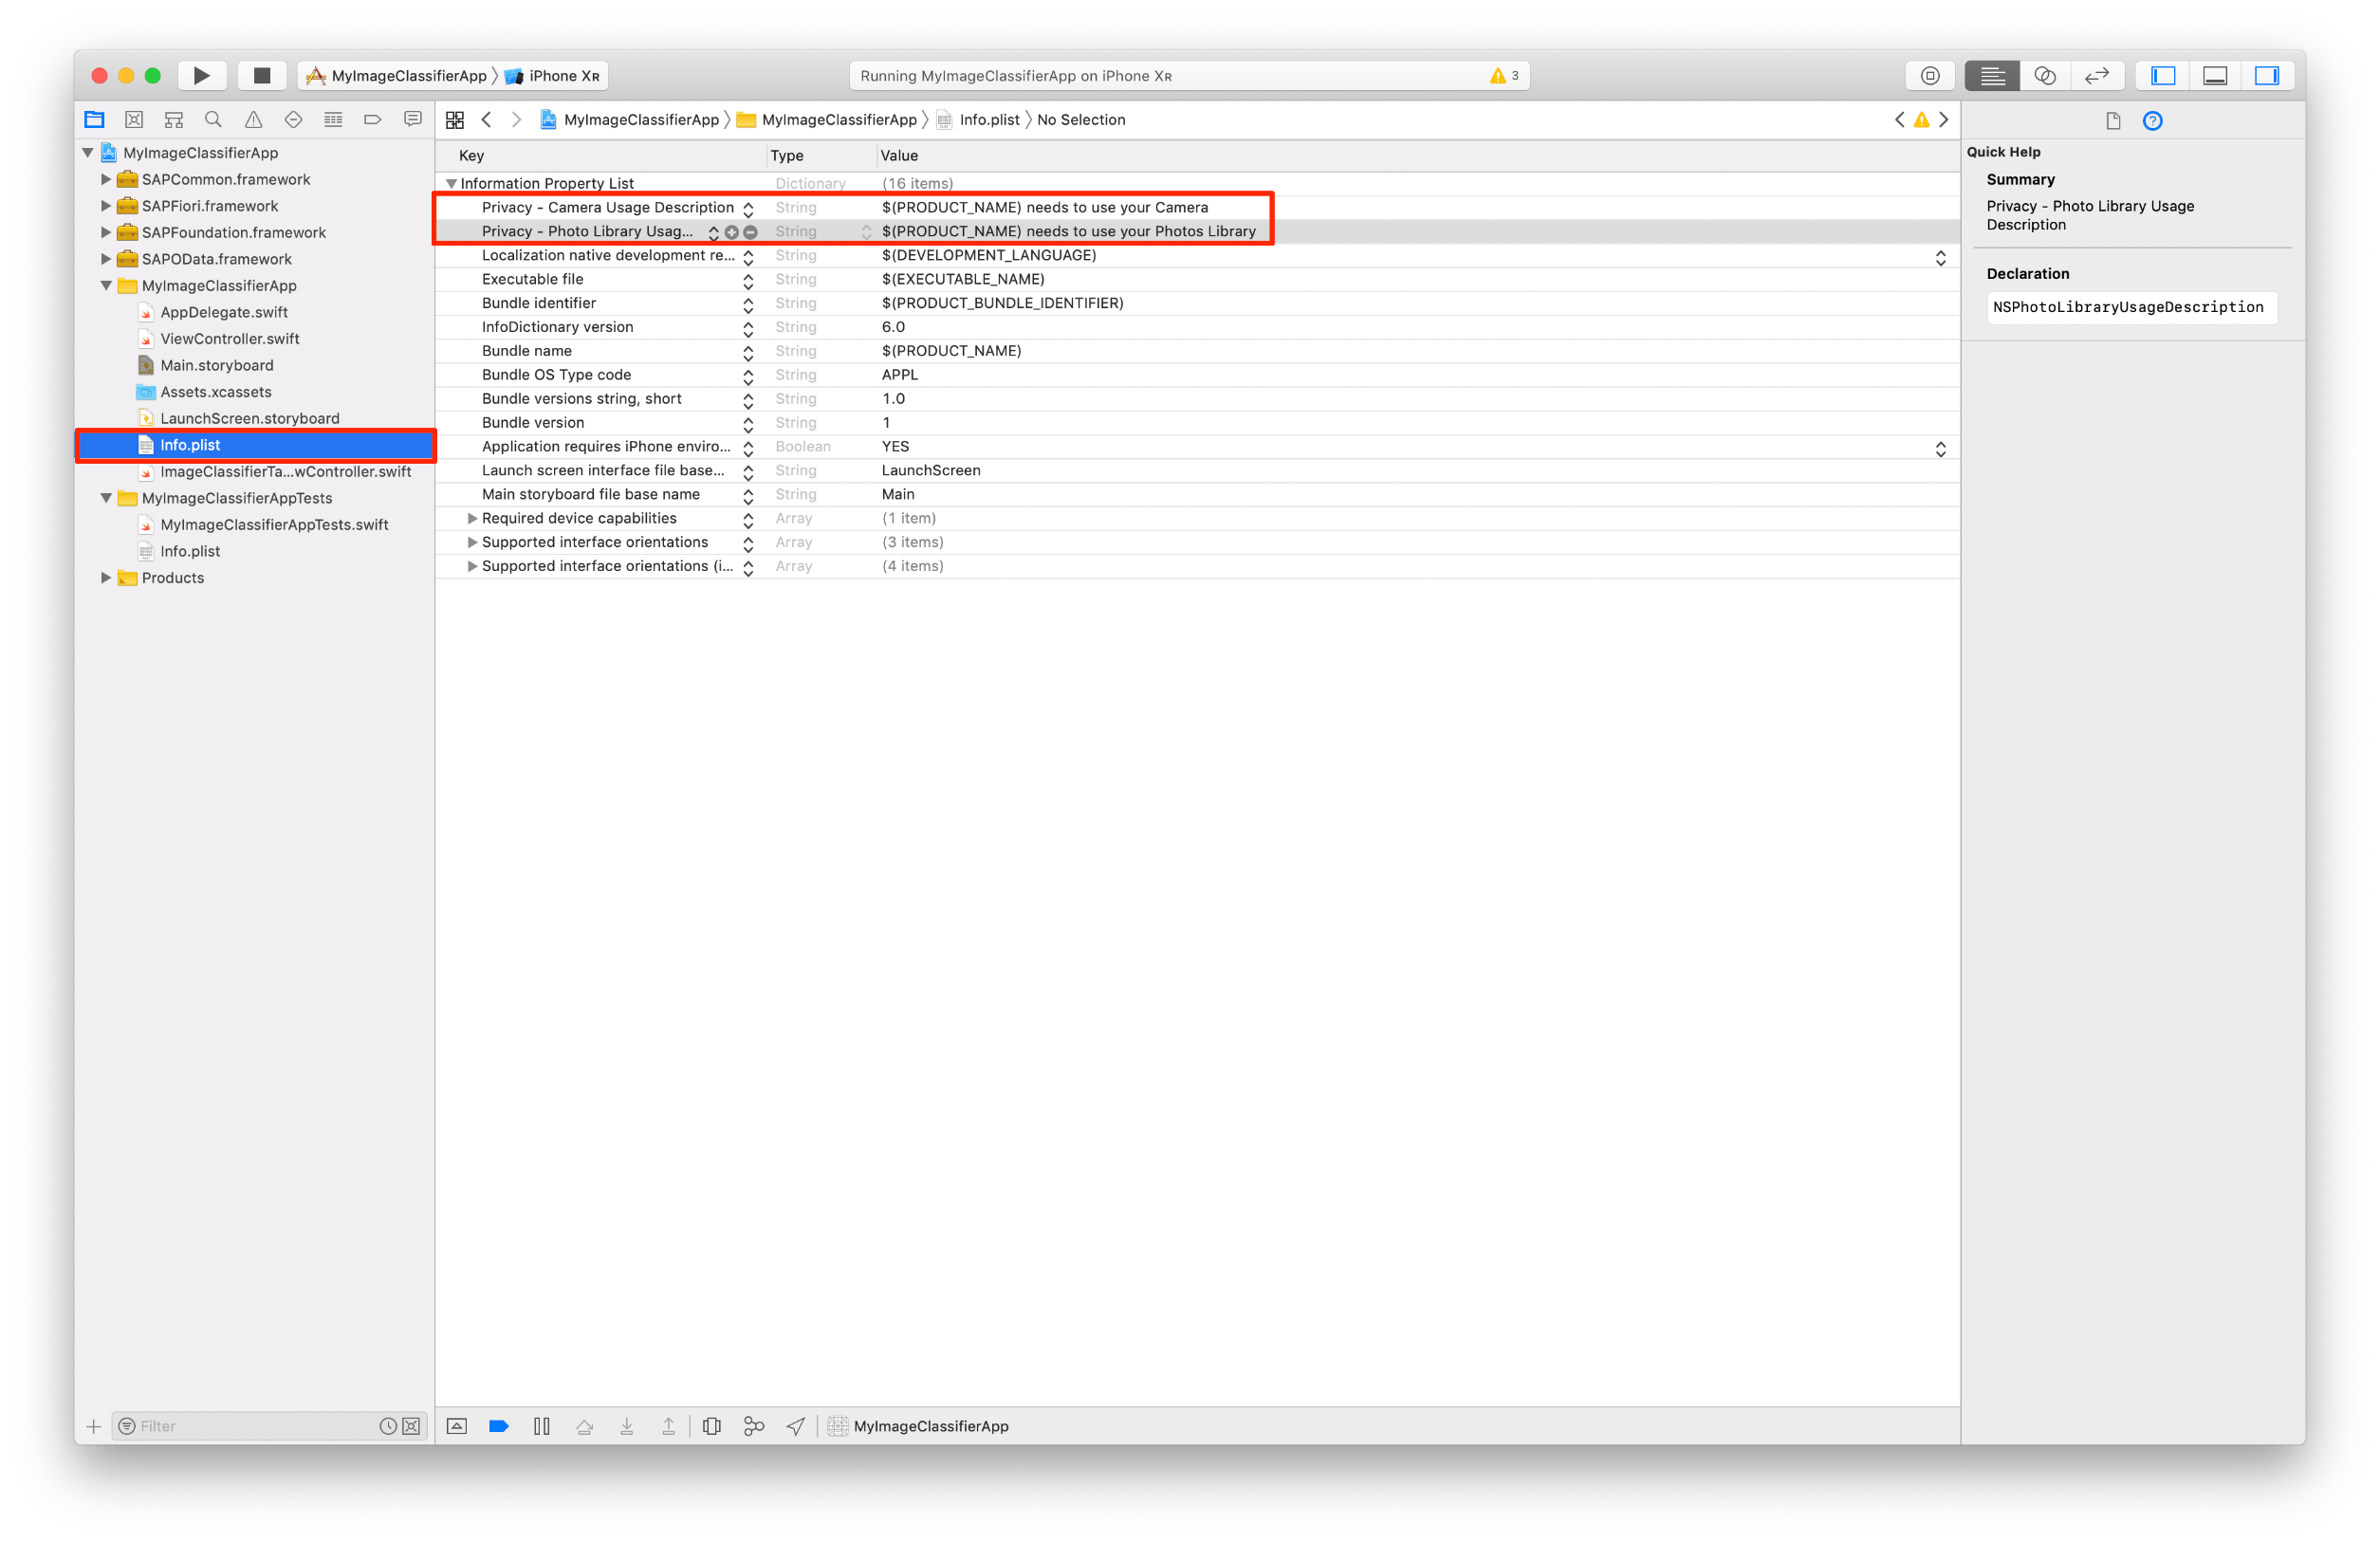 MyImageClassifierApp 〉 iPhone XR
Running MyImageClassifierApp on iPhone XR
3
MyImageClassifierApp 〉 MyImageClassifierApp 〉 Info.plist 〉 No Selection
MyImageClassifierApp
SAPCommon.framework
SAPFiori.framework
SAPFoundation.framework
SAPOData.framework
MyImageClassifierApp
AppDelegate.swift
ViewController.swift
Main.storyboard
Assets.xcassets
LaunchScreen.storyboard
Info.plist
ImageClassifierTa...wController.swift
MyImageClassifierAppTests
MyImageClassifierAppTests.swift
Info.plist
Products
Filter
Key Type Value
Information Property List Dictionary (16 items)
Privacy - Camera Usage Description String $(PRODUCT_NAME) needs to use your Camera
Privacy - Photo Library Usag... String $(PRODUCT_NAME) needs to use your Photos Library
Localization native development re... String $(DEVELOPMENT_LANGUAGE)
Executable file String $(EXECUTABLE_NAME)
Bundle identifier String $(PRODUCT_BUNDLE_IDENTIFIER)
InfoDictionary version String 6.0
Bundle name String $(PRODUCT_NAME)
Bundle OS Type code String APPL
Bundle versions string, short String 1.0
Bundle version String 1
Application requires iPhone enviro... Boolean YES
Launch screen interface file base... String LaunchScreen
Main storyboard file base name String Main
Required device capabilities Array (1 item)
Supported interface orientations Array (3 items)
Supported interface orientations (i... Array (4 items)
MyImageClassifierApp
Quick Help
Summary
Privacy - Photo Library Usage
Description
Declaration
NSPhotoLibraryUsageDescription